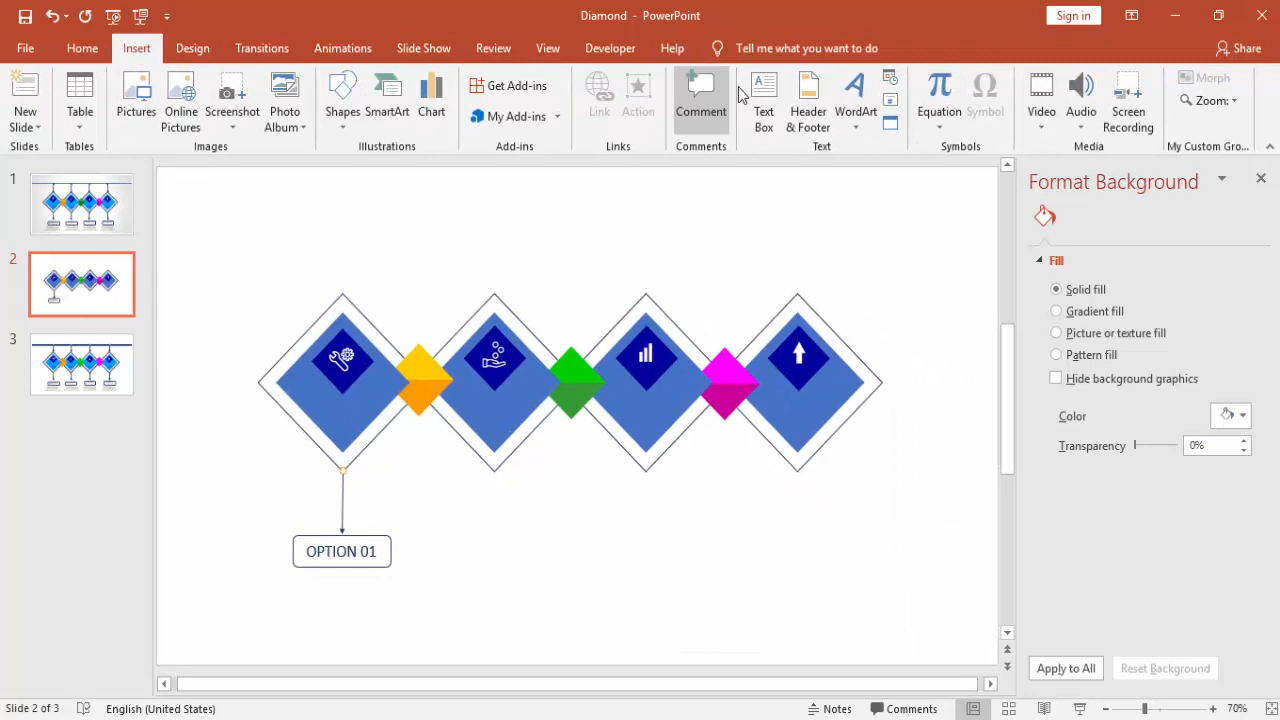 Diamond - PowerPoint
Sign in
File Home Insert Design Transitions Animations Slide Show Review View Developer Help Tell me what you want to do Share
New Slide
Table
Pictures
Online Pictures
Screenshot
Photo Album
Shapes
SmartArt
Chart
Get Add-ins
My Add-ins
Link
Action
Comment
Text Box
Header & Footer
WordArt
Equation
Symbol
Video
Audio
Screen Recording
Morph
Zoom:
Slides Tables Images Illustrations Add-ins Links Comments Text Symbols Media My Custom Gro...
1
2
3
OPTION 01
Format Background
Fill
Solid fill
Gradient fill
Picture or texture fill
Pattern fill
Hide background graphics
Color
Transparency 0%
Apply to All Reset Background
Slide 2 of 3 English (United States) Notes Comments 70%